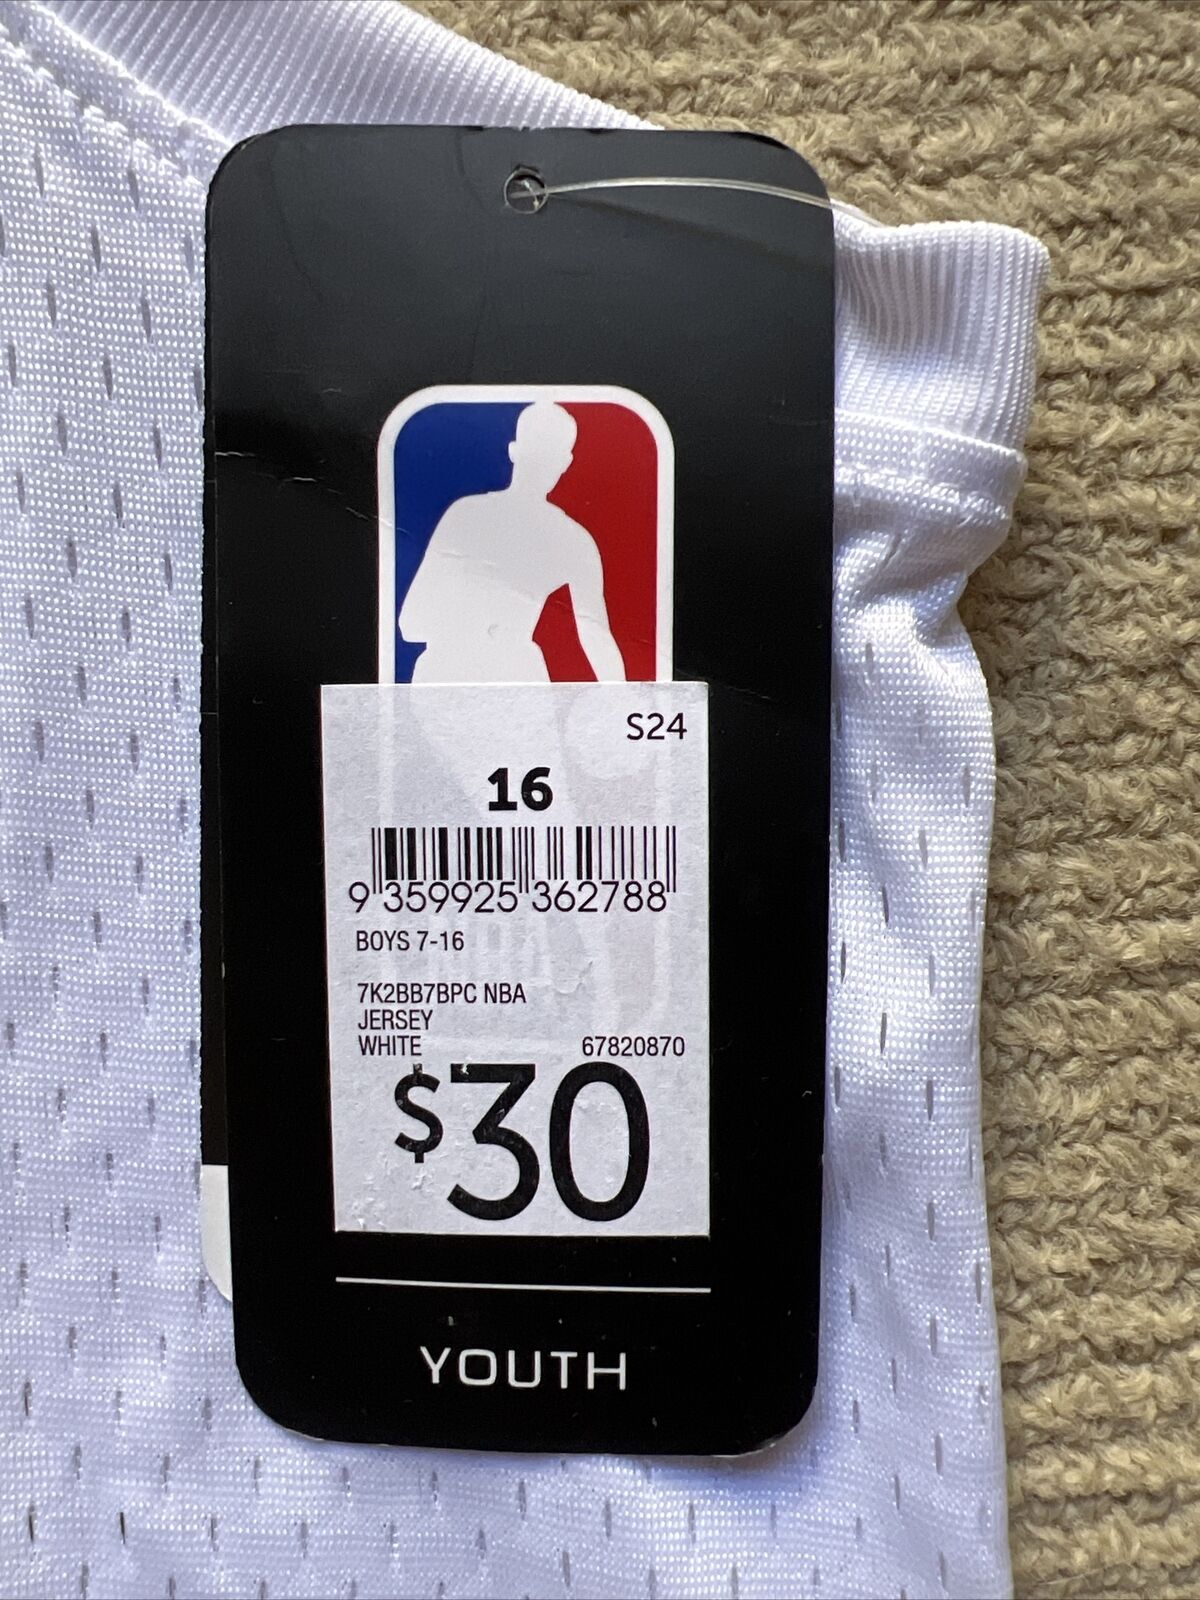 S24
16
9 359925 362788
BOYS 7-16
7K2BB7BPC NBA
JERSEY
WHITE 67820870
$30
YOUTH